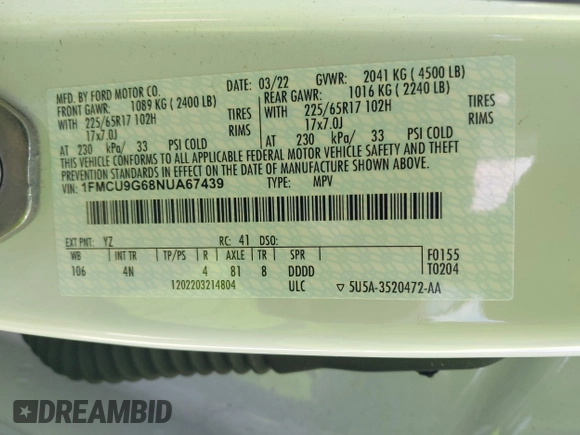 MFD. BY FORD MOTOR CO.
DATE: 03/22 GVWR: 2041 KG ( 4500 LB)
FRONT GAWR: 1089 KG ( 2400 LB)
REAR GAWR: 1016 KG ( 2240 LB)
WITH 225/65R17 102H TIRES
WITH 225/65R17 102H TIRES
17x7.0J RIMS
17x7.0J RIMS
AT 230 kPa/ 33 PSI COLD
AT 230 kPa/ 33 PSI COLD
THIS VEHICLE CONFORMS TO ALL APPLICABLE FEDERAL MOTOR VEHICLE SAFETY AND THEFT
PREVENTION STANDARDS IN EFFECT ON THE DATE OF MANUFACTURE SHOWN ABOVE.
VIN: 1FMCU9G68NUA67439 TYPE: MPV
EXT PNT: YZ RC: 41 DSO:
WB INT TR TP/PS R AXLE TR SPR
106 4N 4 81 8 DDDD
F0155
T0204
1202203214804 ULC ▽ 5U5A-3520472-AA
DREAMBID